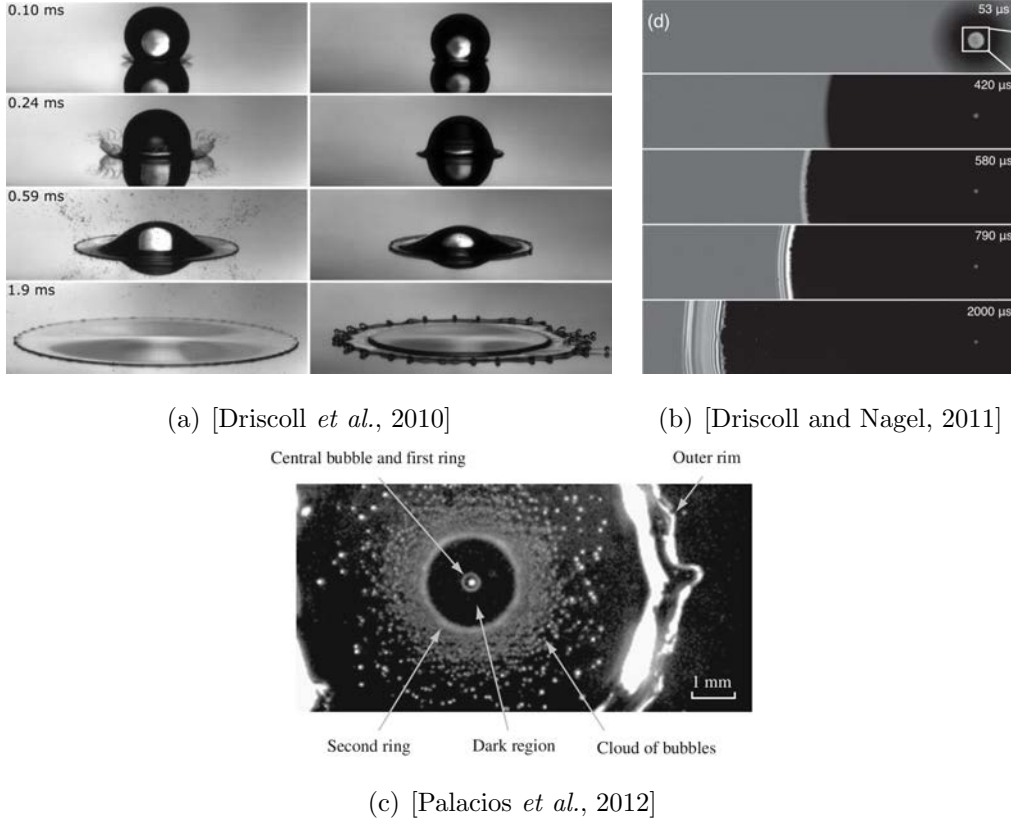 0.10 ms
0.24 ms
0.59 ms
1.9 ms
(d)
53 μs
420 μs
580 μs
790 μs
2000 μs
(a) [Driscoll et al., 2010]
(b) [Driscoll and Nagel, 2011]
Central bubble and first ring
Outer rim
1 mm
Second ring
Dark region
Cloud of bubbles
(c) [Palacios et al., 2012]